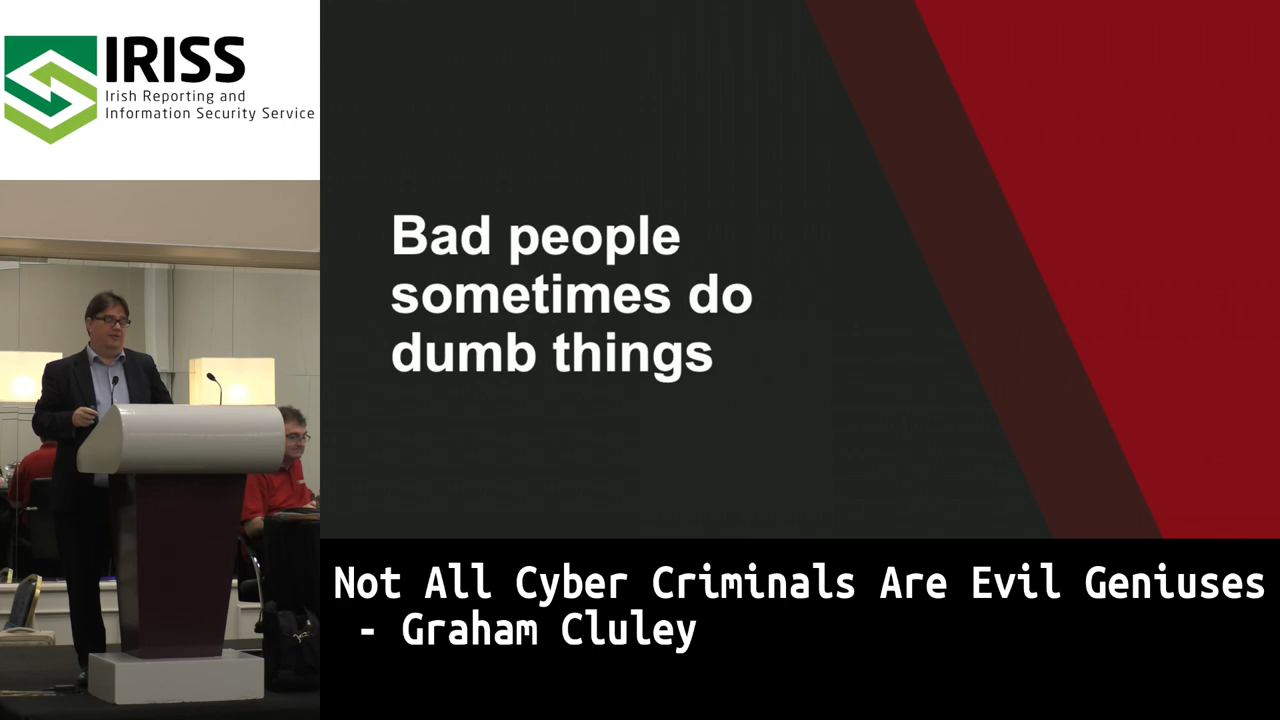 IRISS
Irish Reporting and
Information Security Service
Bad people
sometimes do
dumb things
Not All Cyber Criminals Are Evil Geniuses
- Graham Cluley